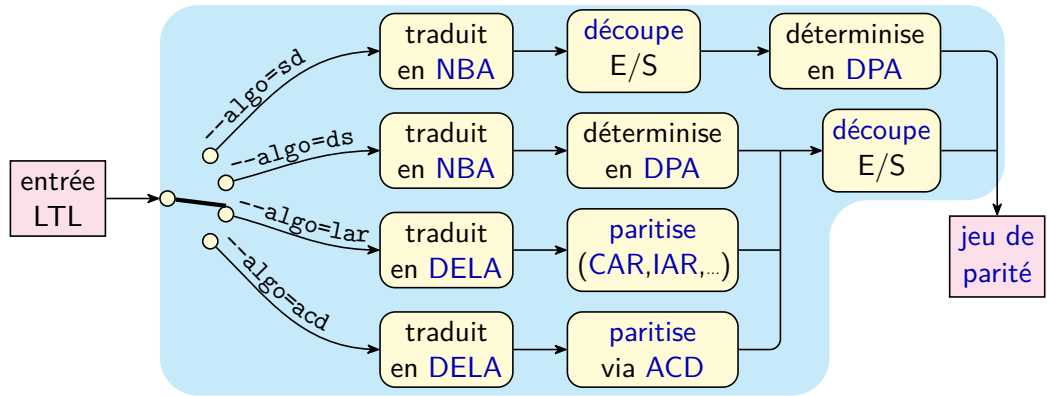 entrée
LTL
--algo=sd
traduit
en NBA
découpe
E/S
déterminise
en DPA
--algo=ds
traduit
en NBA
déterminise
en DPA
découpe
E/S
--algo=lar
traduit
en DELA
paritise
(CAR,IAR,...)
--algo=acd
traduit
en DELA
paritise
via ACD
jeu de
parité